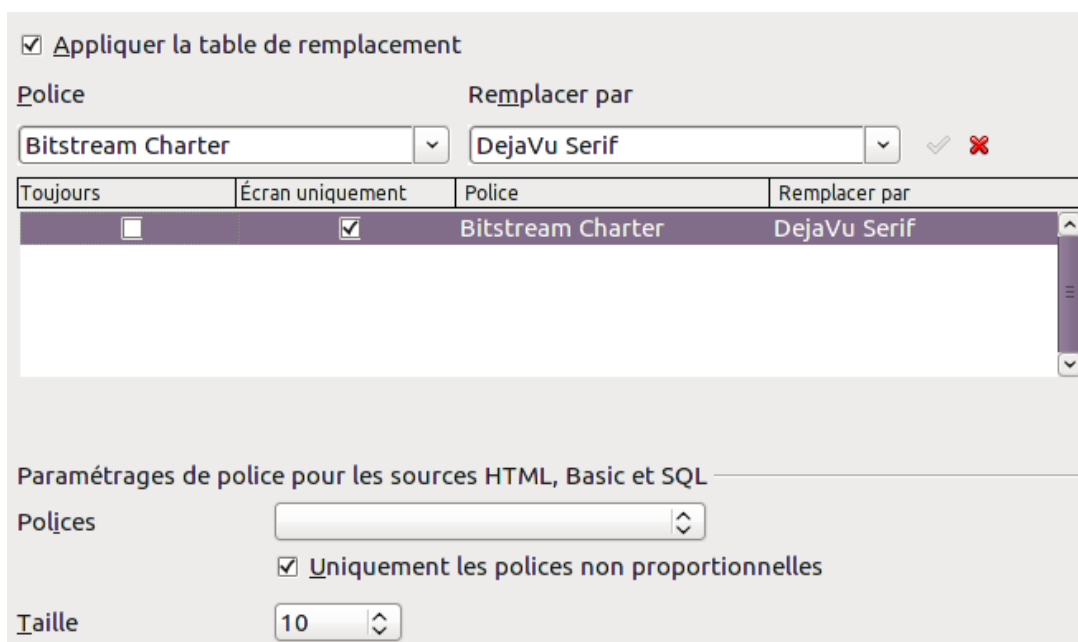 Appliquer la table de remplacement
Police Remplacer par
Bitstream Charter DejaVu Serif
Toujours Écran uniquement Police Remplacer par
Bitstream Charter DejaVu Serif
Paramétrages de police pour les sources HTML, Basic et SQL
Polices
Uniquement les polices non proportionnelles
Taille 10